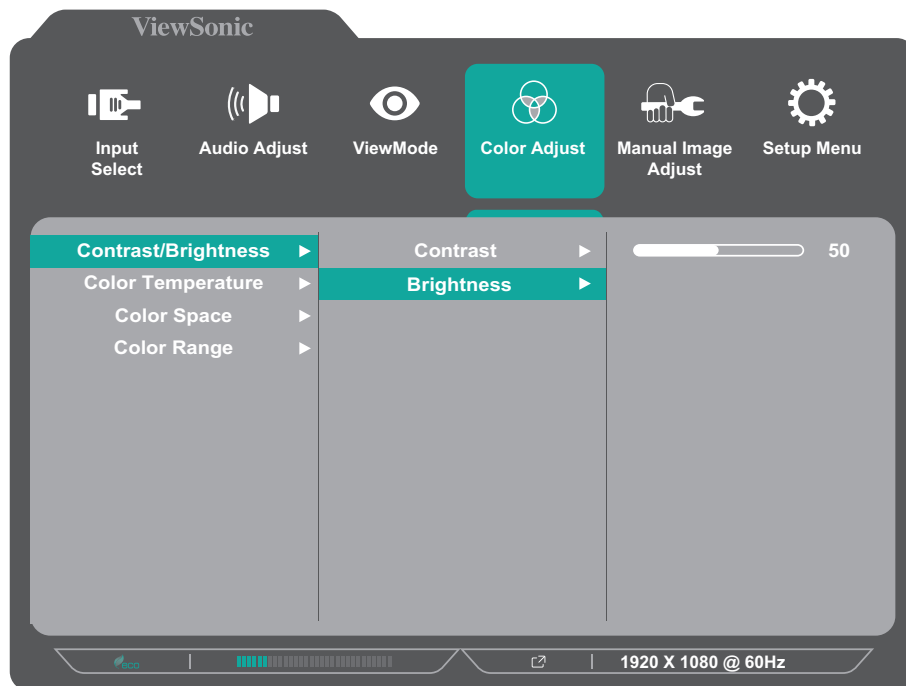 ViewSonic
Input Select
Audio Adjust
ViewMode
Color Adjust
Manual Image Adjust
Setup Menu
Contrast/Brightness
Contrast
50
Color Temperature
Brightness
Color Space
Color Range
eco
1920 X 1080 @ 60Hz